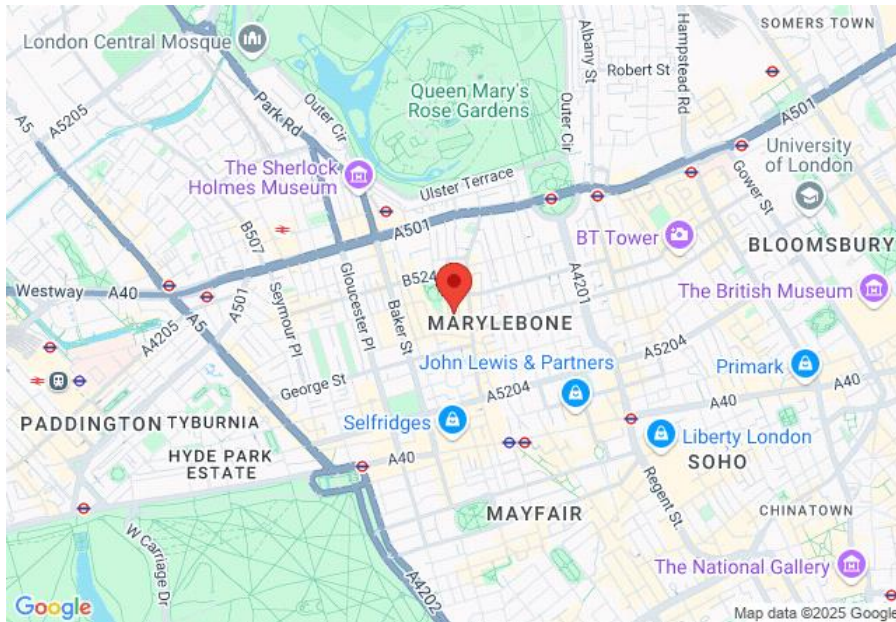 SOMERS TOWN
London Central Mosque
A5
A5205
Park Rd
Outer Cir
Queen Mary's
Rose Gardens
Outer Cir
Albany St
Robert St
Hampstead Rd
A501
University
of London
Gower St
The Sherlock
Holmes Museum
Ulster Terrace
A501
B507
BT Tower
BLOOMSBURY
Westway
A40
A501
A4205
A5
Seymour Pl
Gloucester Pl
Baker St
B524
A4201
MARYLEBONE
The British Museum
John Lewis & Partners
A5204
Primark
George St
A5204
A40
A40
PADDINGTON
TYBURNIA
Selfridges
Liberty London
HYDE PARK
ESTATE
A40
SOHO
MAYFAIR
Regent St.
CHINATOWN
W Carriage Dr
A4202
The National Gallery
Google
Map data ©2025 Google